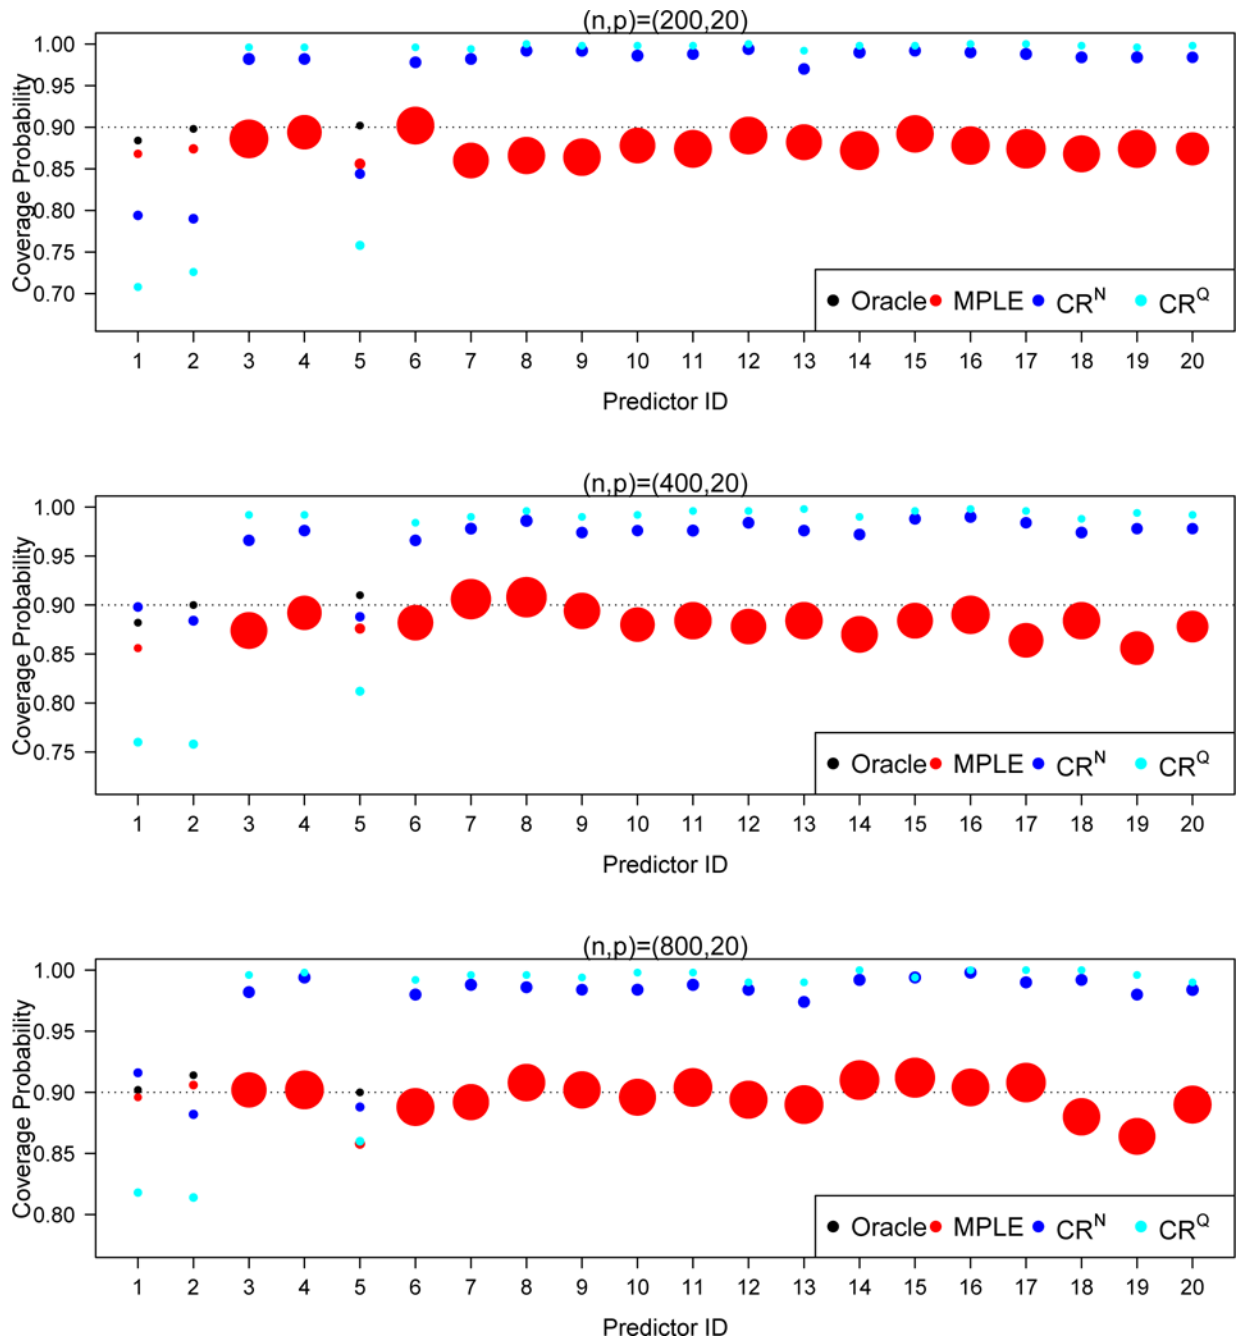 (n,p)=(200,20)
Coverage Probability
1.00
0.95
0.90
0.85
0.80
0.75
0.70
Oracle MPLE CR^N CR^Q
1 2 3 4 5 6 7 8 9 10 11 12 13 14 15 16 17 18 19 20
Predictor ID
(n,p)=(400,20)
Coverage Probability
1.00
0.95
0.90
0.85
0.80
0.75
Oracle MPLE CR^N CR^Q
1 2 3 4 5 6 7 8 9 10 11 12 13 14 15 16 17 18 19 20
Predictor ID
(n,p)=(800,20)
Coverage Probability
1.00
0.95
0.90
0.85
0.80
Oracle MPLE CR^N CR^Q
1 2 3 4 5 6 7 8 9 10 11 12 13 14 15 16 17 18 19 20
Predictor ID